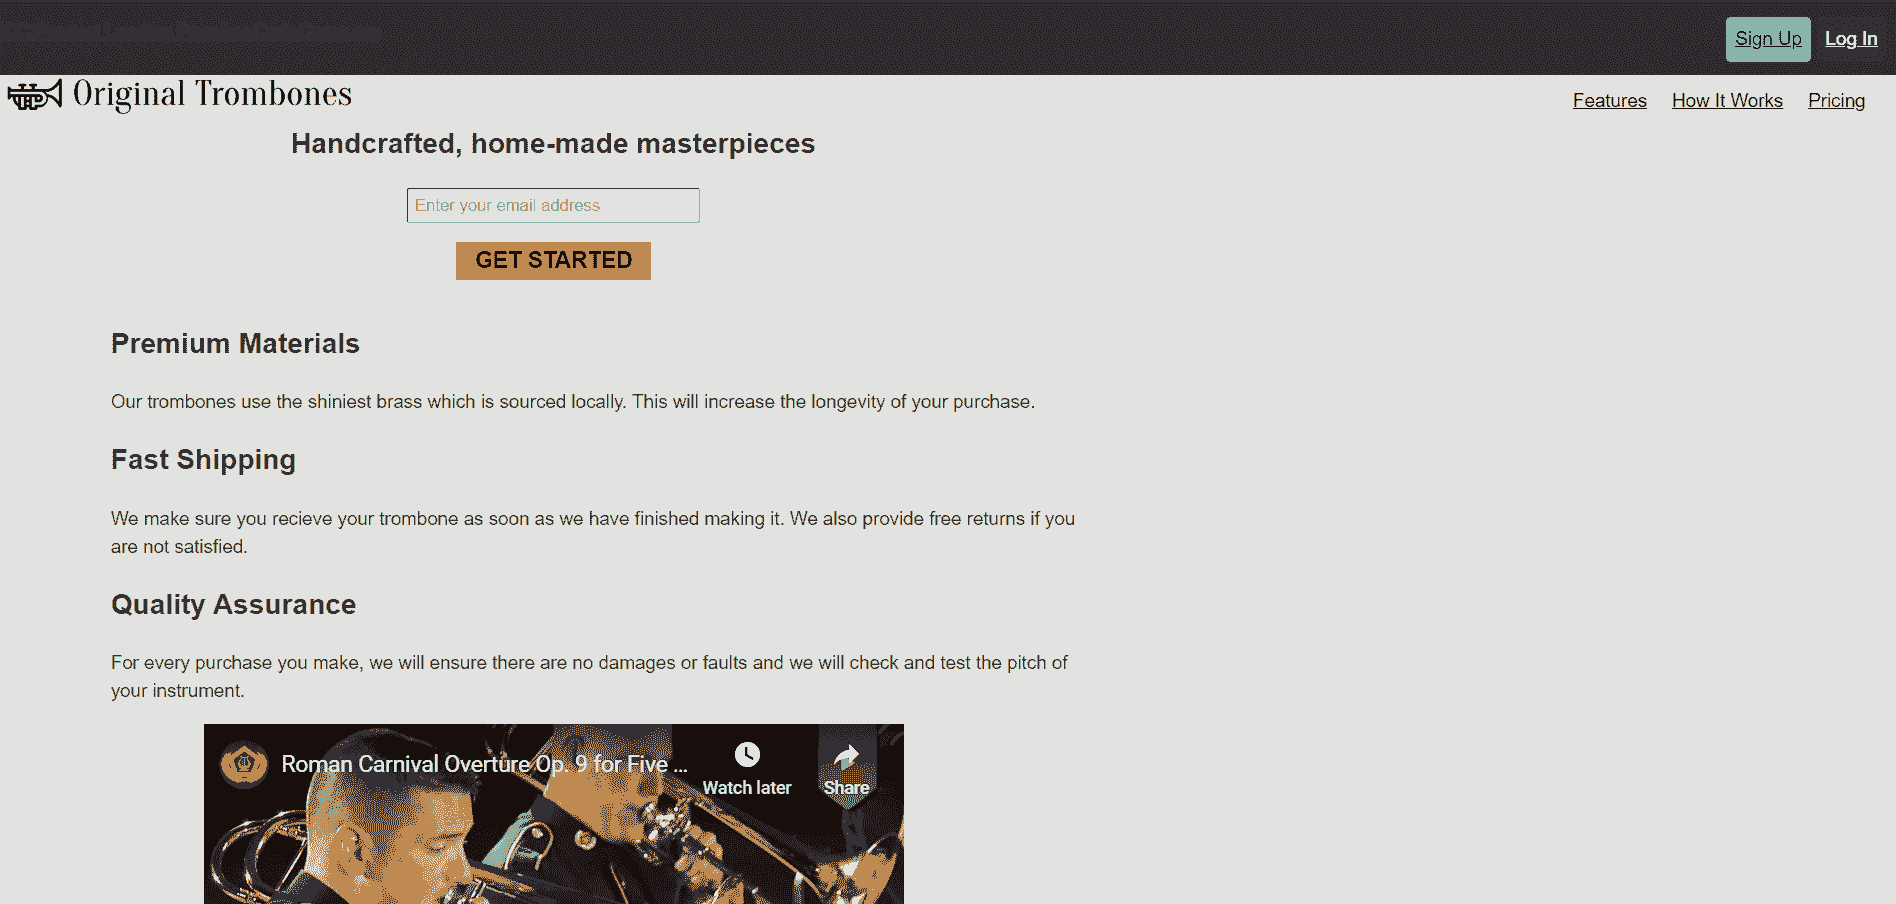 Sign Up Log In
Original Trombones
Features How It Works Pricing
Handcrafted, home-made masterpieces
Enter your email address
GET STARTED
Premium Materials
Our trombones use the shiniest brass which is sourced locally. This will increase the longevity of your purchase.
Fast Shipping
We make sure you recieve your trombone as soon as we have finished making it. We also provide free returns if you
are not satisfied.
Quality Assurance
For every purchase you make, we will ensure there are no damages or faults and we will check and test the pitch of
your instrument.
Roman Carnival Overture Op. 9 for Five ...
Watch later
Share